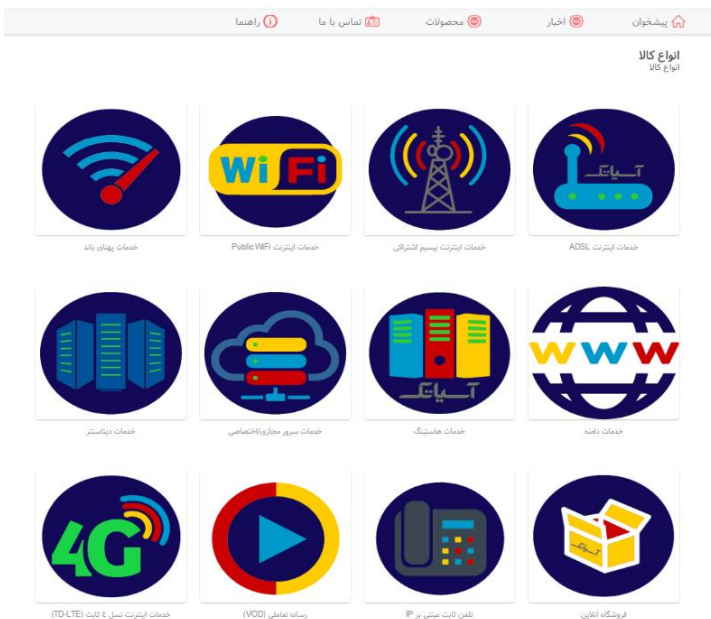 پیشخوان
اخبار
محصولات
تماس با ما
راهنما
انواع کالا
انواع کالا
آسیاتک
WiFi
خدمات اینترنت ADSL
خدمات اینترنت بیسیم اشتراکی
خدمات اینترنت Public WiFi
خدمات پهنای باند
WWW
آسیاتک
خدمات دامنه
خدمات هاستینگ
خدمات سرور مجازی/اختصاصی
خدمات دیتاسنتر
آسیاتک
4G
فروشگاه آنلاین
تلفن ثابت مبتنی بر IP
رسانه تعاملی (VOD)
خدمات اینترنت نسل ٤ ثابت (TD-LTE)